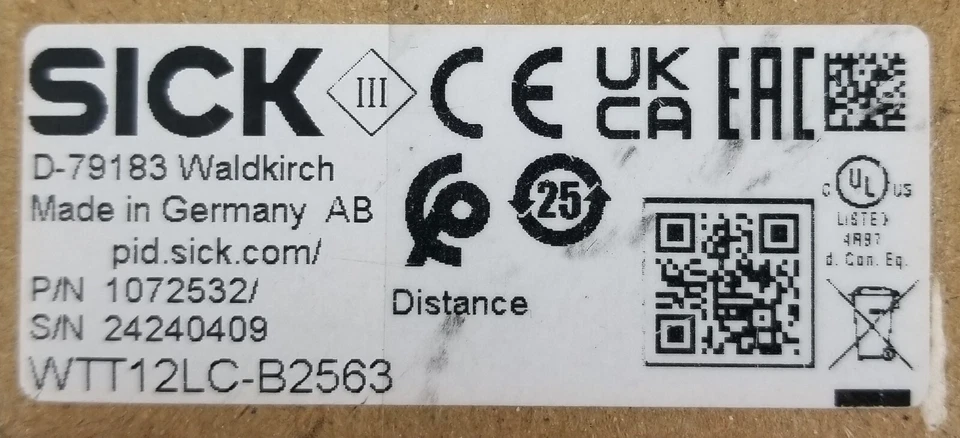 SICK
III
CE
UK
CA
EAC
D-79183 Waldkirch
Made in Germany AB
pid.sick.com/
P/N 1072532/
S/N 24240409
WTT12LC-B2563
25
Distance
C UL US
LISTED
d. Con. Eq.